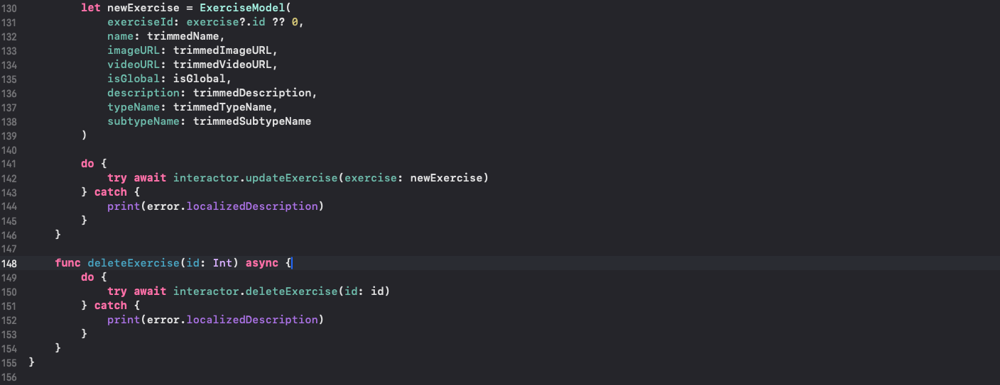 130         let newExercise = ExerciseModel(
131             exerciseId: exercise?.id ?? 0,
132             name: trimmedName,
133             imageURL: trimmedImageURL,
134             videoURL: trimmedVideoURL,
135             isGlobal: isGlobal,
136             description: trimmedDescription,
137             typeName: trimmedTypeName,
138             subtypeName: trimmedSubtypeName
139         )
140
141         do {
142             try await interactor.updateExercise(exercise: newExercise)
143         } catch {
144             print(error.localizedDescription)
145         }
146     }
147
148     func deleteExercise(id: Int) async {
149         do {
150             try await interactor.deleteExercise(id: id)
151         } catch {
152             print(error.localizedDescription)
153         }
154     }
155 }
156